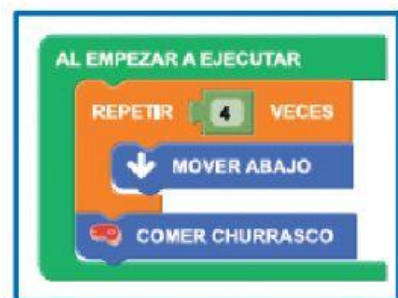 AL EMPEZAR A EJECUTAR
REPETIR 4 VECES
MOVER ABAJO
COMER CHURRASCO